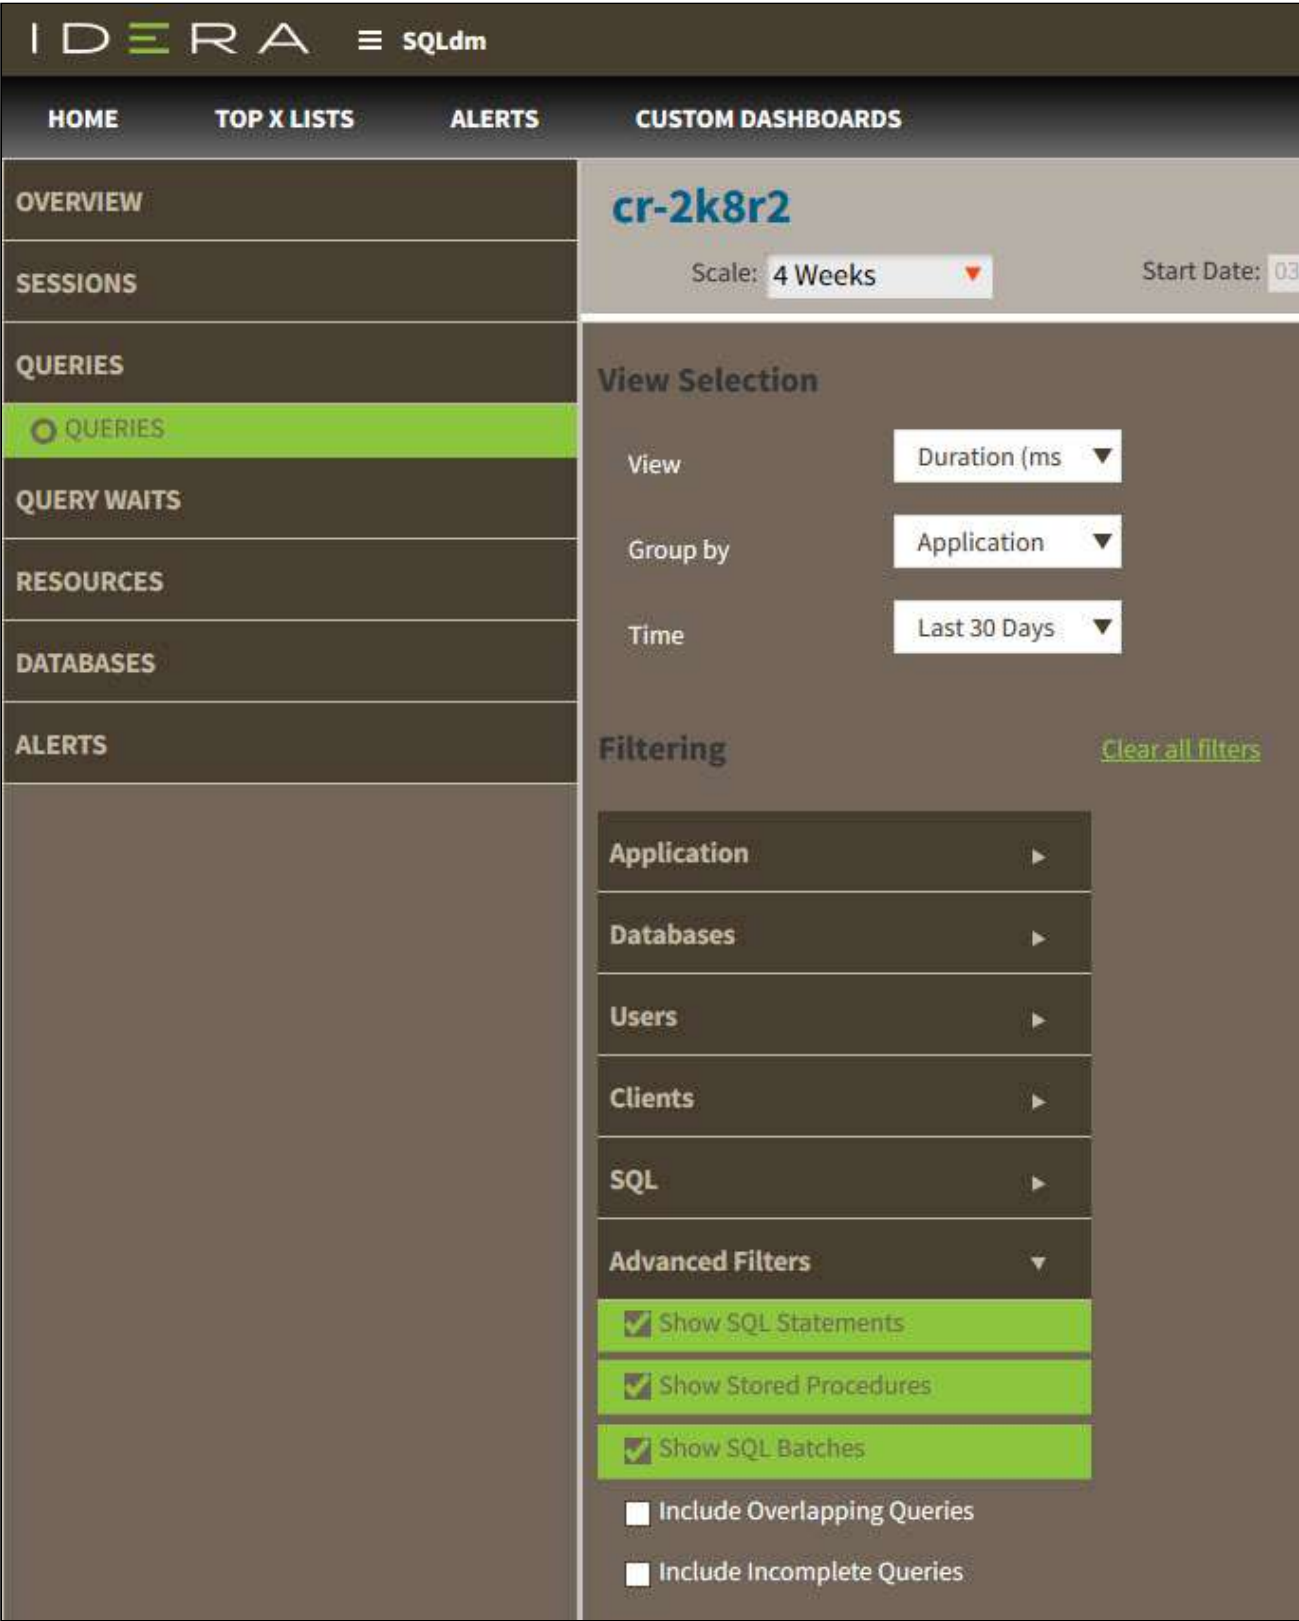 IDERA SQLdm
HOME TOP X LISTS ALERTS CUSTOM DASHBOARDS
OVERVIEW
SESSIONS
QUERIES
QUERIES
QUERY WAITS
RESOURCES
DATABASES
ALERTS
cr-2k8r2
Scale: 4 Weeks Start Date: 03
View Selection
View Duration (ms
Group by Application
Time Last 30 Days
Filtering Clear all filters
Application
Databases
Users
Clients
SQL
Advanced Filters
Show SQL Statements
Show Stored Procedures
Show SQL Batches
Include Overlapping Queries
Include Incomplete Queries